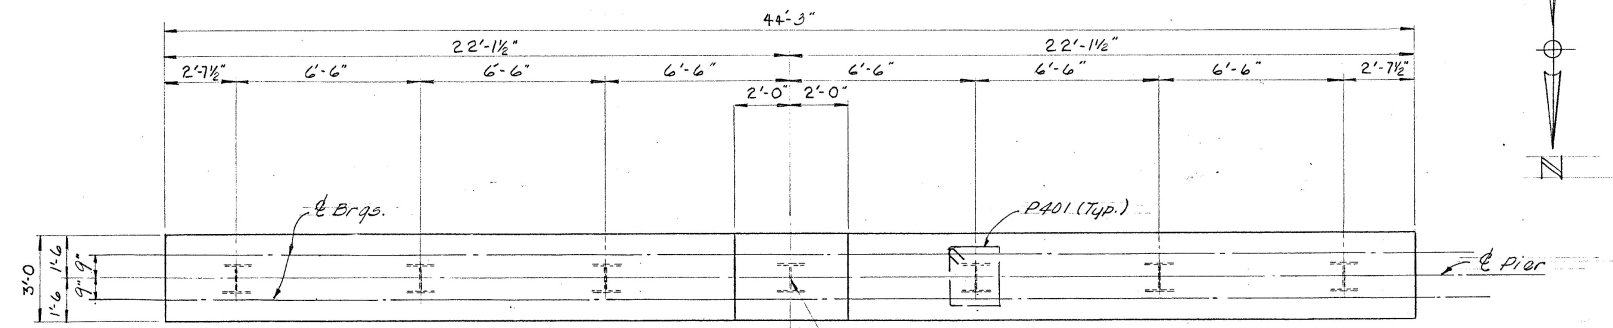 44'-3"
22'-1½" 22'-1½"
2'-7½" 6'-6" 6'-6" 6'-6" 6'-6" 6'-6" 6'-6" 2'-7½"
2'-0" 2'-0"
N
℄ Brgs.
P401 (Typ.)
3'-0
1'-6 1'-6
9" 9"
℄ Pier